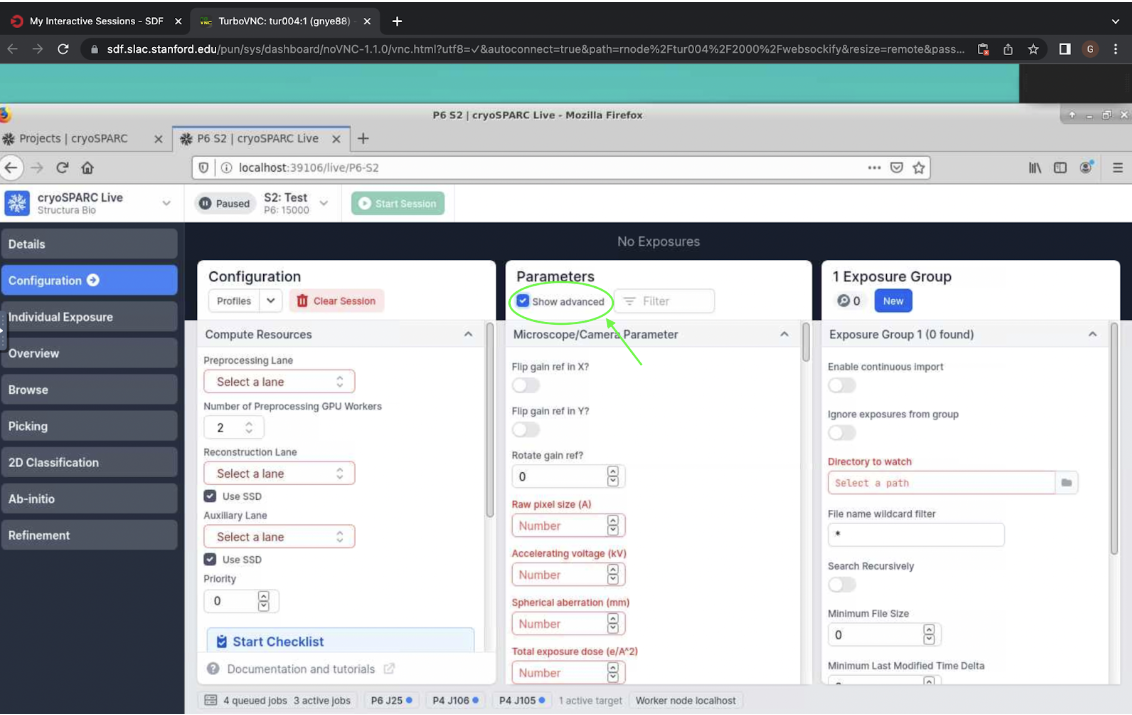 My Interactive Sessions - SDF
TurboVNC: tur004:1 (gnye88)
sdf.slac.stanford.edu/pun/sys/dashboard/noVNC-1.1.0/vnc.html?utf8=✓&autoconnect=true&path=rnode%2Ftur004%2F2000%2Fwebsockify&resize=remote&pass...
G
P6 S2 | cryoSPARC Live - Mozilla Firefox
Projects | cryoSPARC
P6 S2 | cryoSPARC Live
localhost:39106/live/P6-S2
cryoSPARC Live
Structura Bio
Paused
S2: Test
P6: 15000
Start Session
Details
Configuration
Individual Exposure
Overview
Browse
Picking
2D Classification
Ab-initio
Refinement
No Exposures
Configuration
Profiles
Clear Session
Compute Resources
Preprocessing Lane
Select a lane
Number of Preprocessing GPU Workers
2
Reconstruction Lane
Select a lane
Use SSD
Auxiliary Lane
Select a lane
Use SSD
Priority
0
Start Checklist
Documentation and tutorials
Parameters
Show advanced
Filter
Microscope/Camera Parameter
Flip gain ref in X?
Flip gain ref in Y?
Rotate gain ref?
0
Raw pixel size (A)
Number
Accelerating voltage (kV)
Number
Spherical aberration (mm)
Number
Total exposure dose (e/A^2)
Number
1 Exposure Group
0
New
Exposure Group 1 (0 found)
Enable continuous import
Ignore exposures from group
Directory to watch
Select a path
File name wildcard filter
*
Search Recursively
Minimum File Size
0
Minimum Last Modified Time Delta
4 queued jobs 3 active jobs
P6 J25
P4 J106
P4 J105
1 active target
Worker node localhost